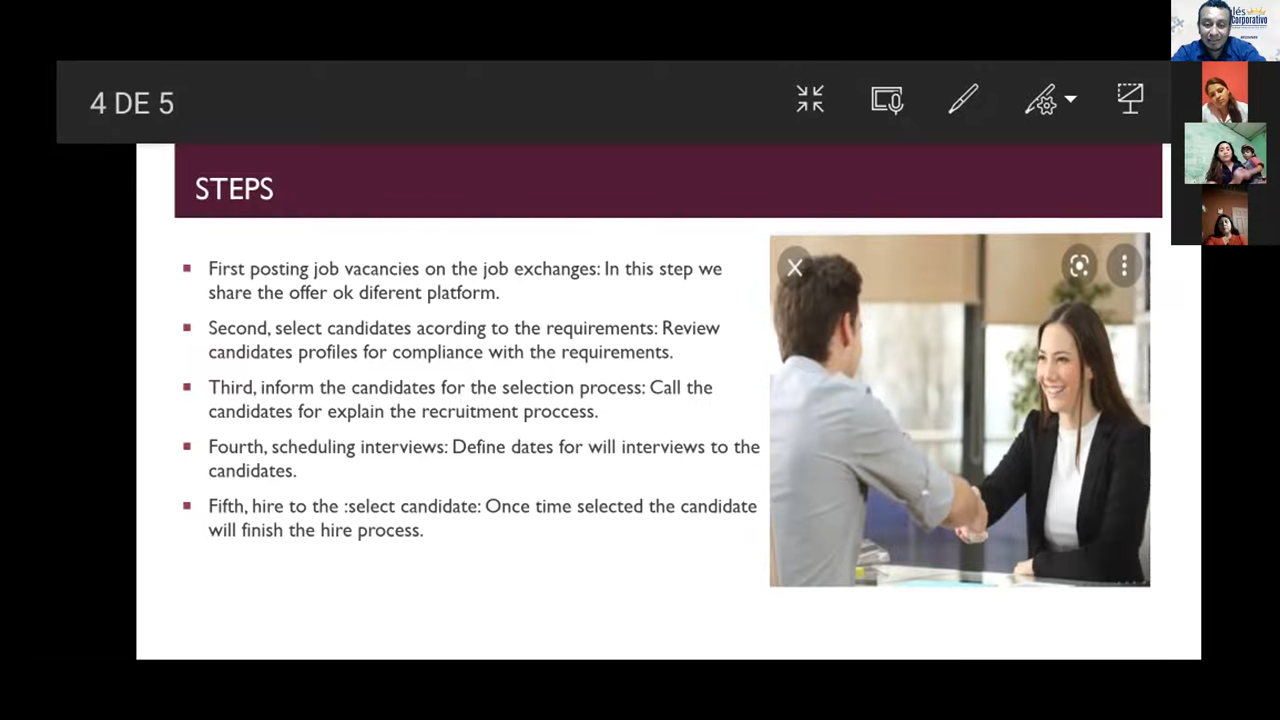 4 DE 5
lés
Corporativo
STEPS
First posting job vacancies on the job exchanges: In this step we
share the offer ok diferent platform.
Second, select candidates acording to the requirements: Review
candidates profiles for compliance with the requirements.
Third, inform the candidates for the selection process: Call the
candidates for explain the recruitment proccess.
Fourth, scheduling interviews: Define dates for will interviews to the
candidates.
Fifth, hire to the :select candidate: Once time selected the candidate
will finish the hire process.